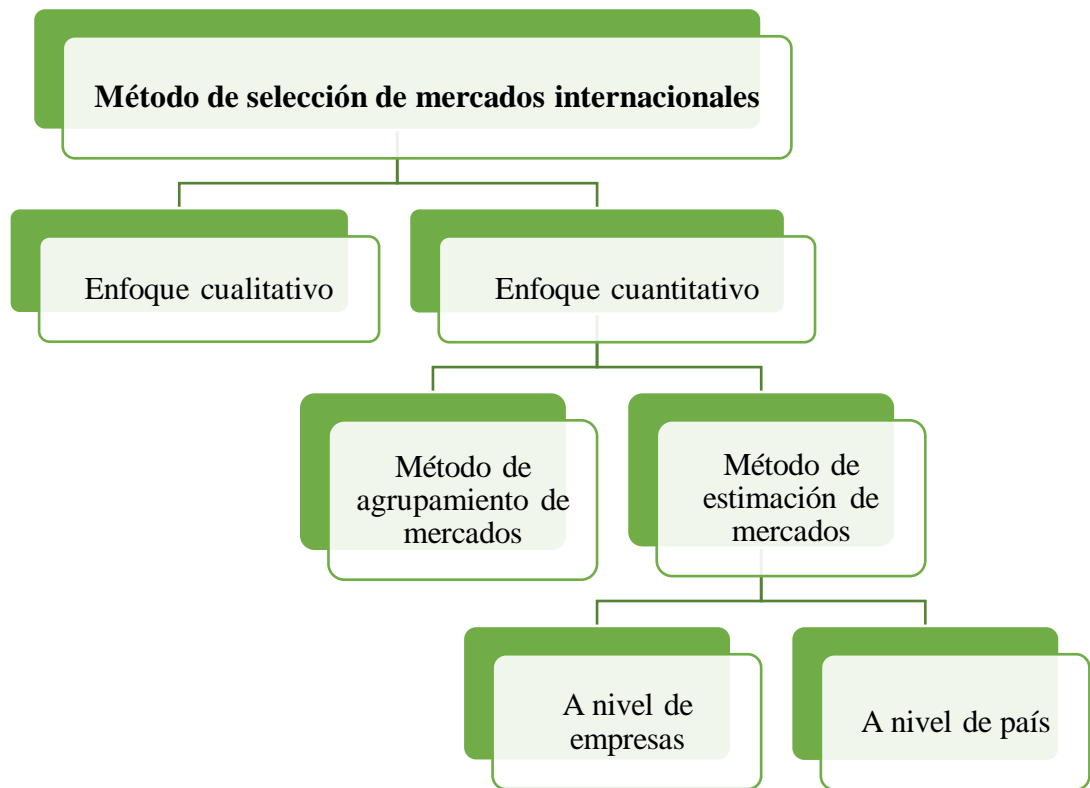 Método de selección de mercados internacionales
Enfoque cualitativo
Enfoque cuantitativo
Método de
agrupamiento de
mercados
Método de
estimación de
mercados
A nivel de
empresas
A nivel de país